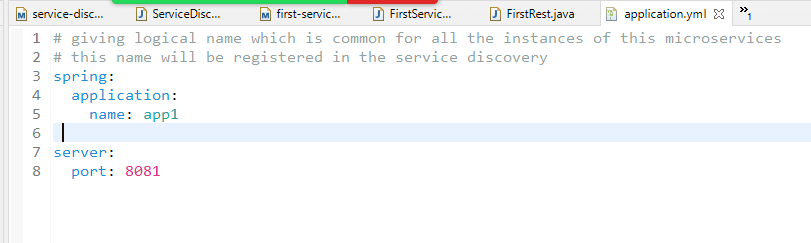 service-disc...
ServiceDisc...
first-servic...
FirstServic...
FirstRest.java
application.yml
»1
1 # giving logical name which is common for all the instances of this microservices
2 # this name will be registered in the service discovery
3 spring:
4   application:
5     name: app1
6
7 server:
8   port: 8081